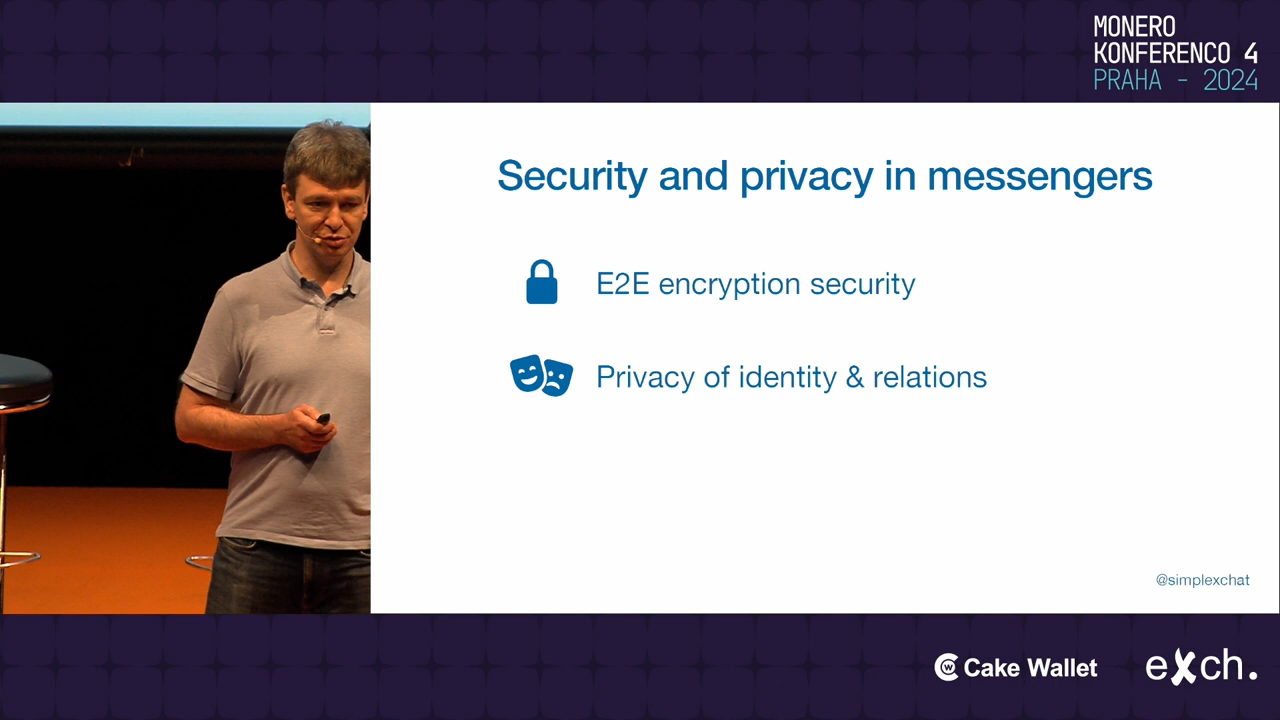 MONERO
KONFERENCO 4
PRAHA - 2024
Security and privacy in messengers
E2E encryption security
Privacy of identity & relations
@simplexchat
Cake Wallet
eXch.